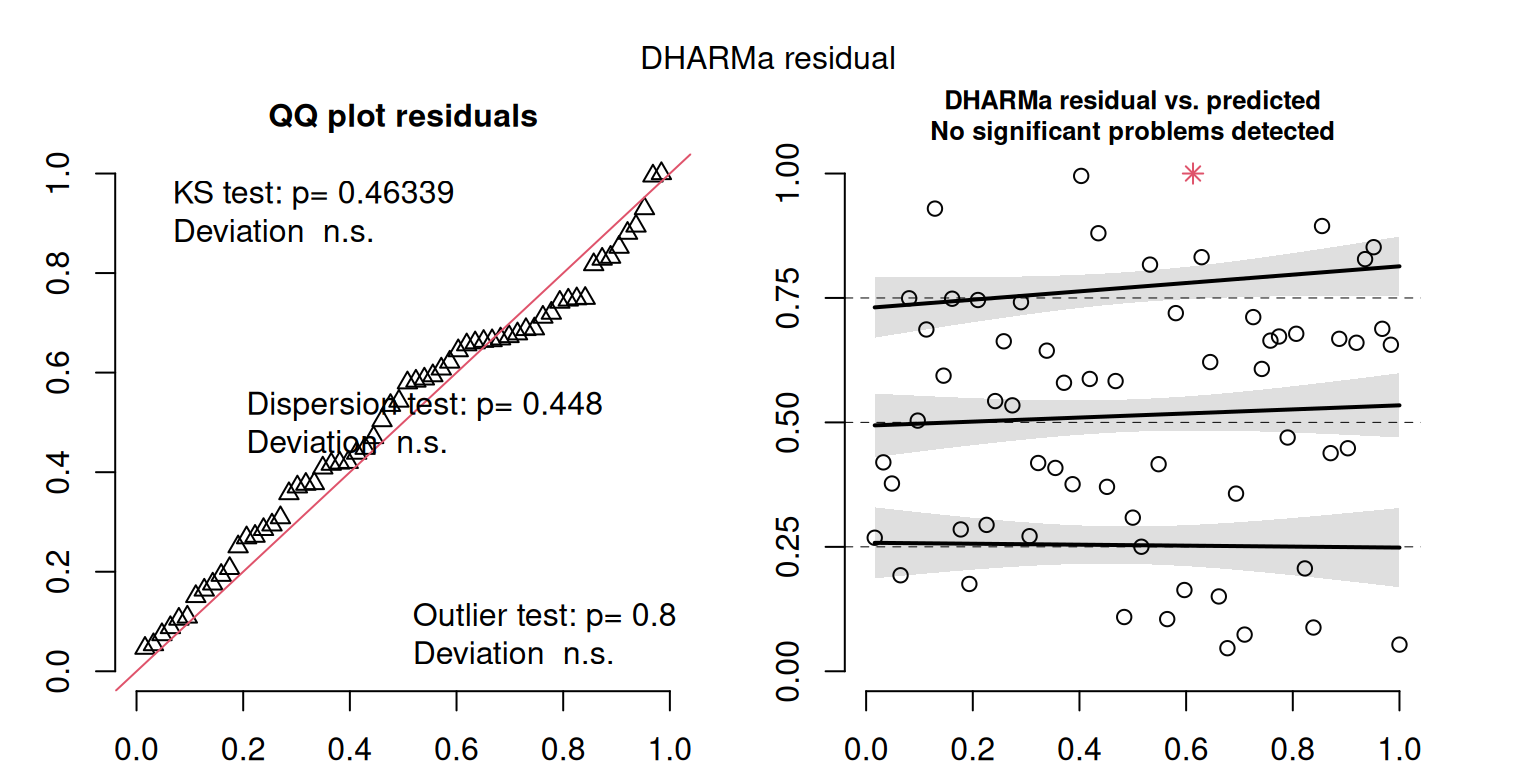 DHARMa residual
QQ plot residuals
KS test: p= 0.46339
Deviation n.s.
Dispersion test: p= 0.448
Deviation n.s.
Outlier test: p= 0.8
Deviation n.s.
1.0
0.8
0.6
0.4
0.2
0.0
0.0 0.2 0.4 0.6 0.8 1.0
DHARMa residual vs. predicted
No significant problems detected
1.00
0.75
0.50
0.25
0.00
0.0 0.2 0.4 0.6 0.8 1.0